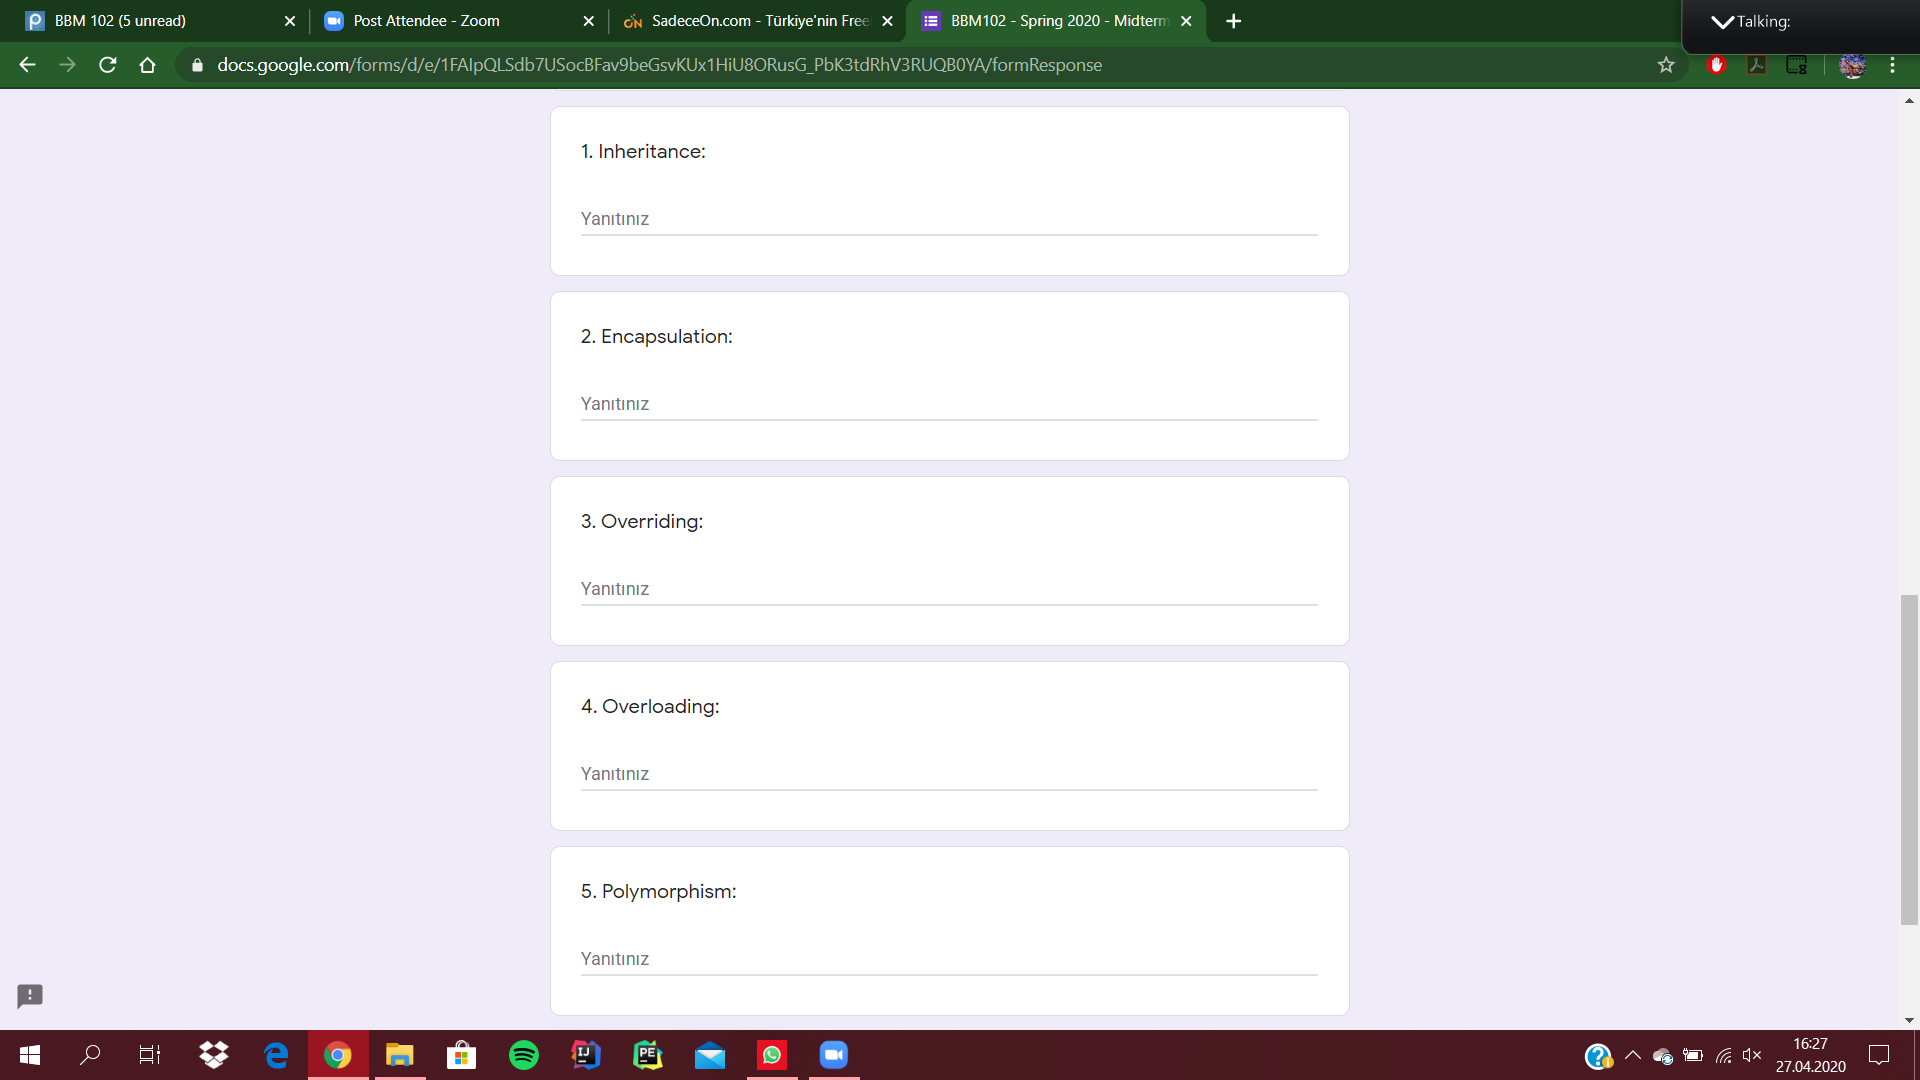 BBM 102 (5 unread)
Post Attendee - Zoom
SadeceOn.com - Türkiye'nin Free
BBM102 - Spring 2020 - Midterm
Talking:
docs.google.com/forms/d/e/1FAIpQLSdb7USocBFav9beGsvKUx1HiU8ORusG_PbK3tdRhV3RUQB0YA/formResponse
1. Inheritance:
Yanıtınız
2. Encapsulation:
Yanıtınız
3. Overriding:
Yanıtınız
4. Overloading:
Yanıtınız
5. Polymorphism:
Yanıtınız
16:27
27.04.2020